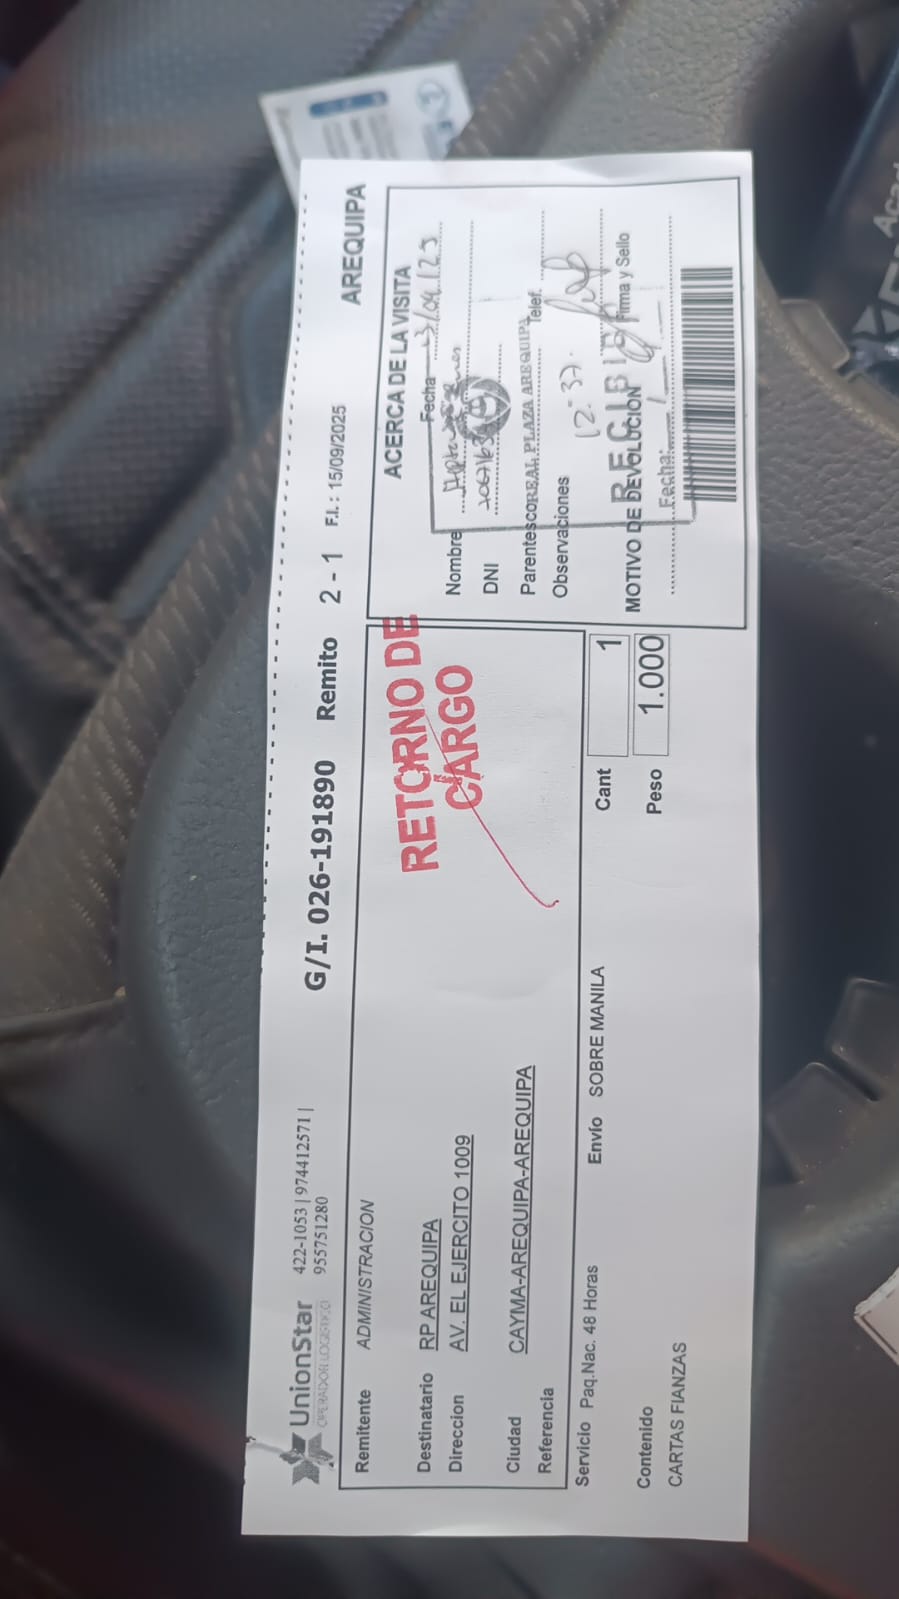 UnionStar
OPERADOR LOGISTICO
422-1053 | 974412571 |
955751280
G/I. 026-191890 Remito 2 - 1 F.I.: 15/09/2025 AREQUIPA
Remitente ADMINISTRACION
Destinatario RP AREQUIPA
Direccion AV. EL EJERCITO 1009
Ciudad CAYMA-AREQUIPA-AREQUIPA
Referencia
RETORNO DE
CARGO
Servicio Paq.Nac. 48 Horas Envío SOBRE MANILA Cant 1
Peso 1.000
Contenido
CARTAS FIANZAS
ACERCA DE LA VISITA
Fecha
Nombre
DNI
Parentesco Telef.
REAL PLAZA AREQUIPA
Observaciones
12:37
RECIBIDO
MOTIVO DE DEVOLUCION Firma y Sello
Fecha: